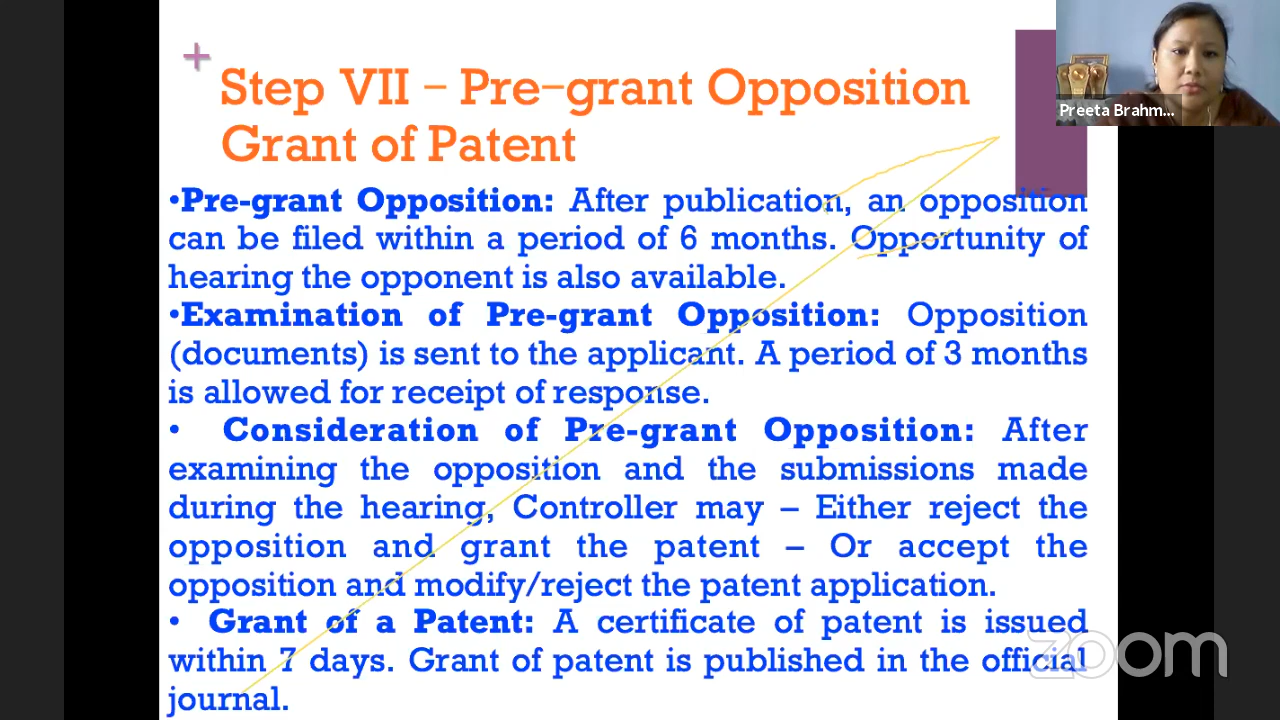 +
Step VII – Pre–grant Opposition
Grant of Patent
Preeta Brahm...
•Pre-grant Opposition: After publication, an opposition
can be filed within a period of 6 months. Opportunity of
hearing the opponent is also available.
•Examination of Pre-grant Opposition: Opposition
(documents) is sent to the applicant. A period of 3 months
is allowed for receipt of response.
• Consideration of Pre-grant Opposition: After
examining the opposition and the submissions made
during the hearing, Controller may – Either reject the
opposition and grant the patent – Or accept the
opposition and modify/reject the patent application.
• Grant of a Patent: A certificate of patent is issued
within 7 days. Grant of patent is published in the official
journal.
zoom